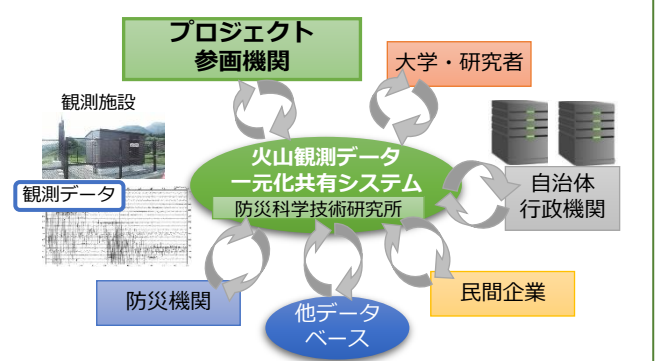 プロジェクト
参画機関
大学・研究者
観測施設
火山観測データ
一元化共有システム
防災科学技術研究所
観測データ
自治体
行政機関
防災機関
他データ
ベース
民間企業